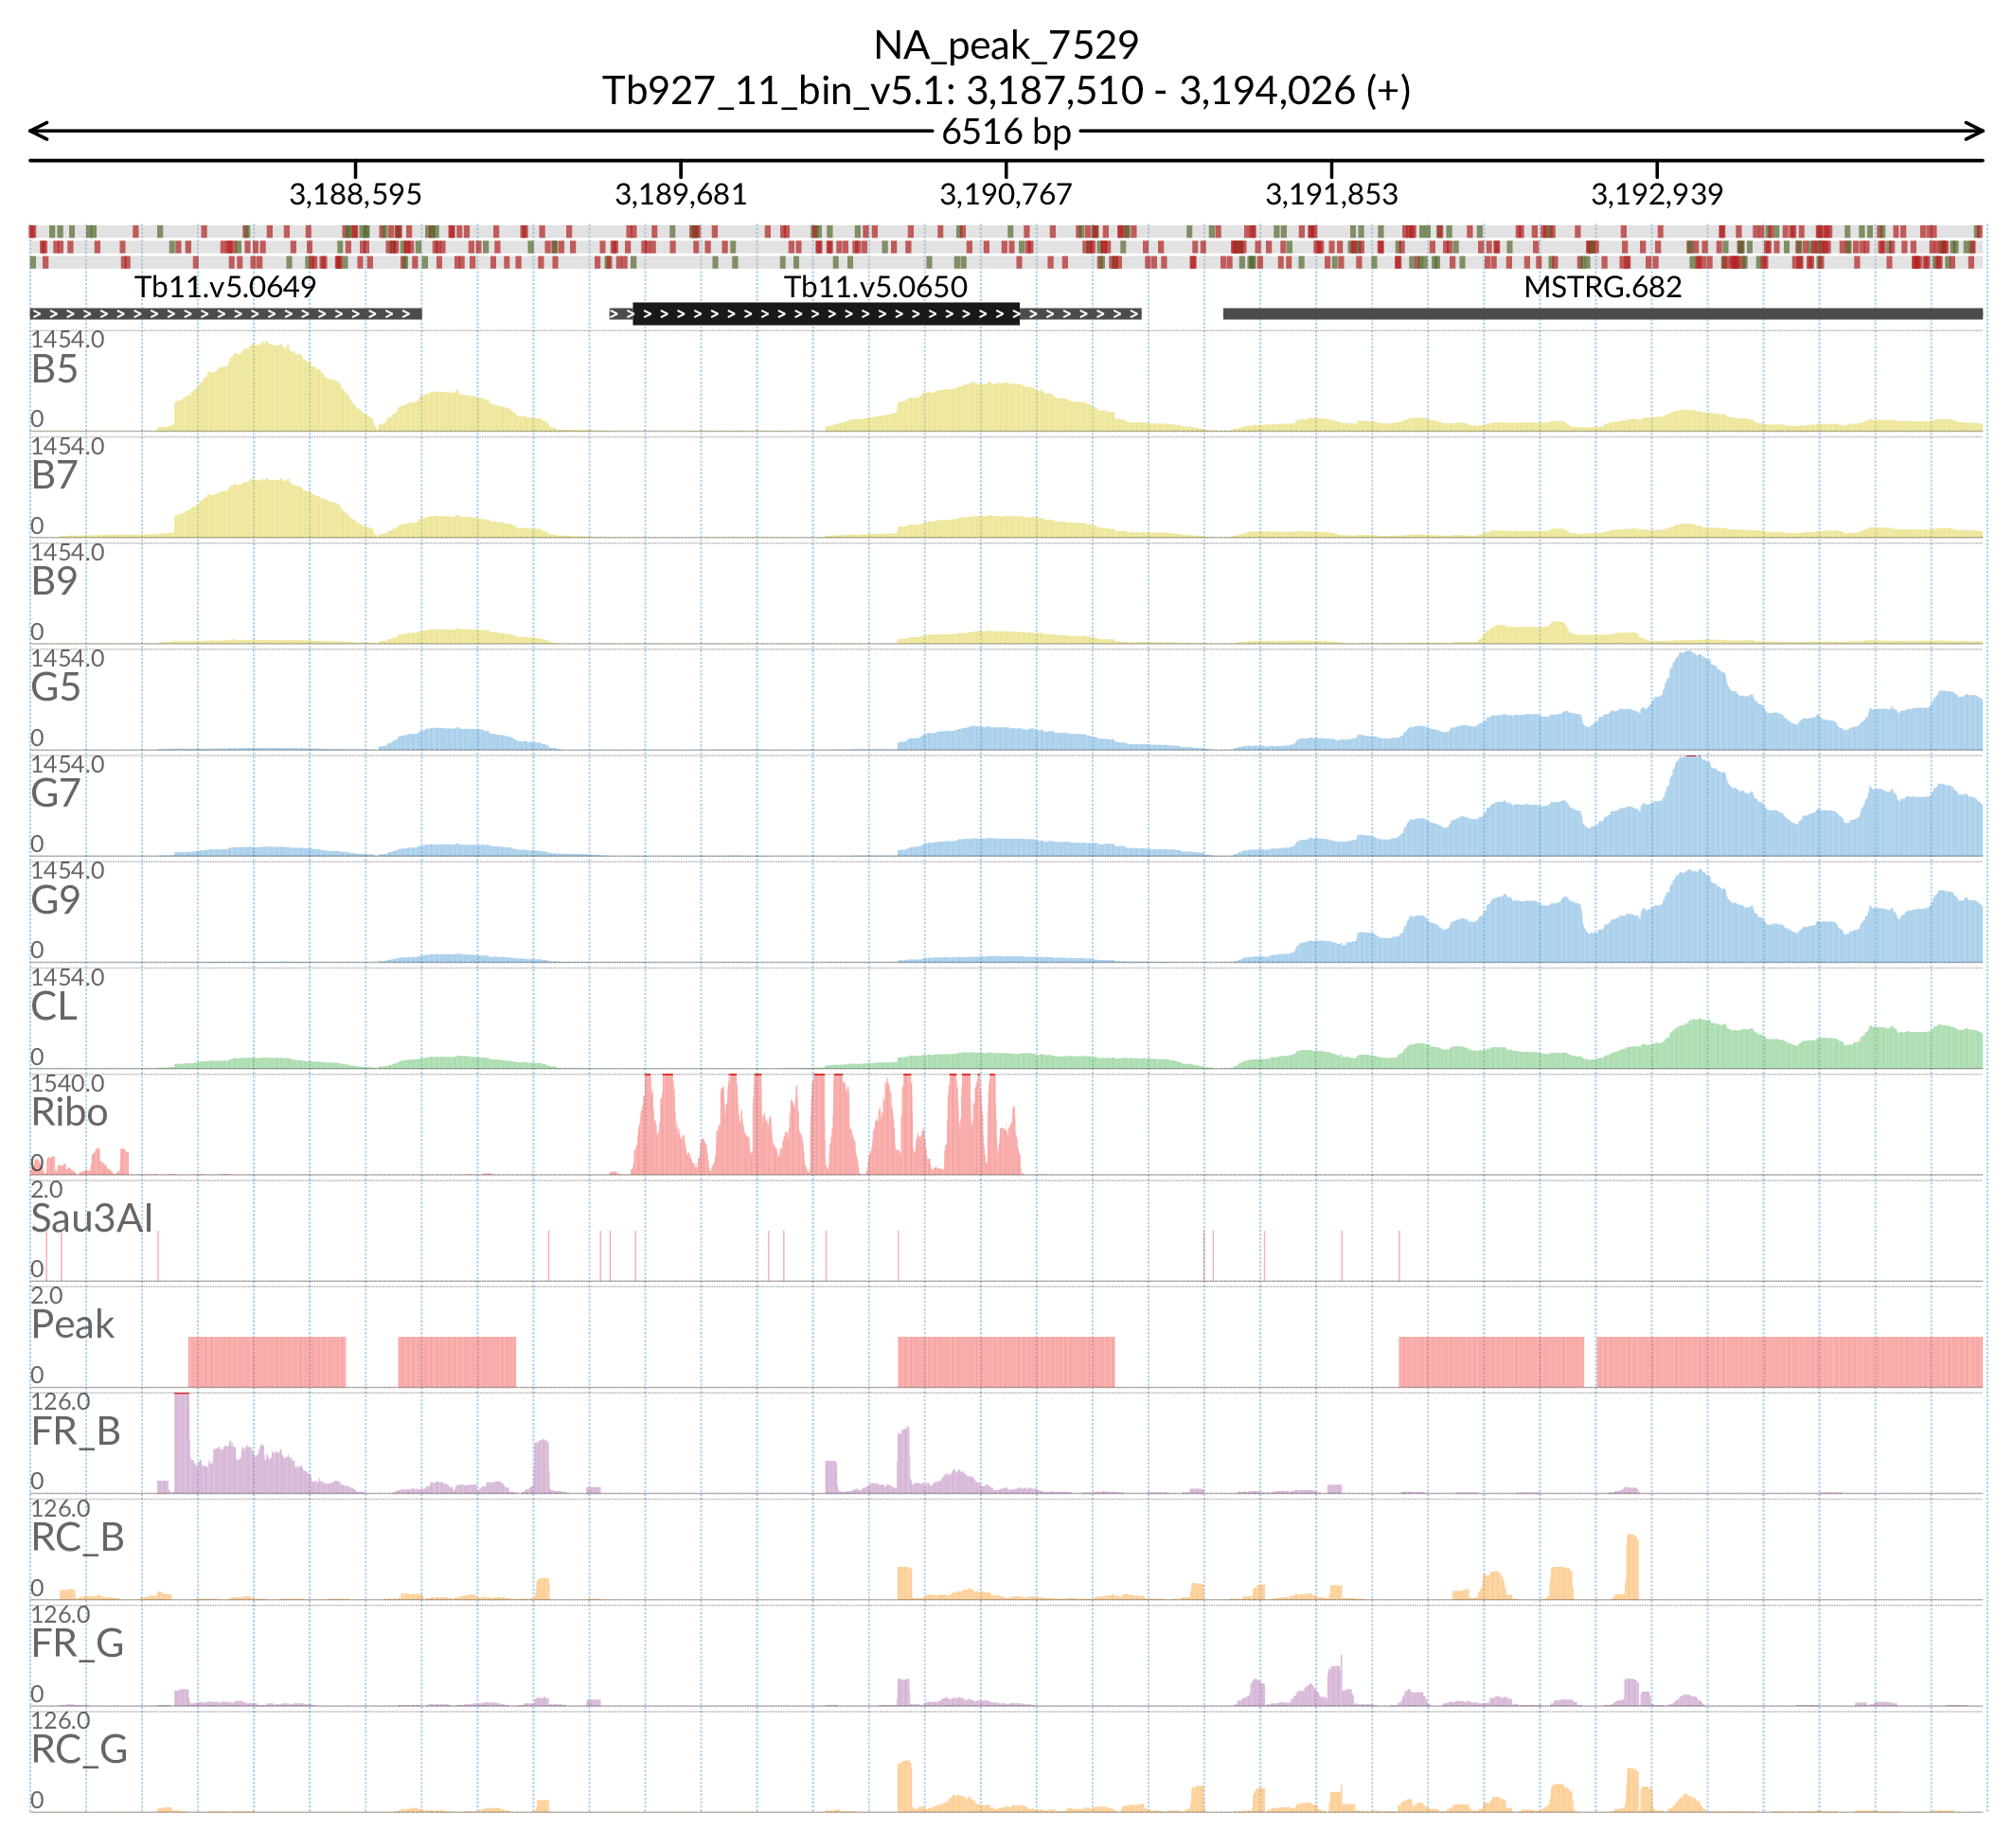 NA_peak_7529
Tb927_11_bin_v5.1: 3,187,510 - 3,194,026 (+)
6516 bp
3,188,595 3,189,681 3,190,767 3,191,853 3,192,939
Tb11.v5.0649 Tb11.v5.0650 MSTRG.682
1454.0
B5
0
1454.0
B7
0
1454.0
B9
0
1454.0
G5
0
1454.0
G7
0
1454.0
G9
0
1454.0
CL
0
1540.0
Ribo
0
2.0
Sau3AI
0
2.0
Peak
0
126.0
FR_B
0
126.0
RC_B
0
126.0
FR_G
0
126.0
RC_G
0